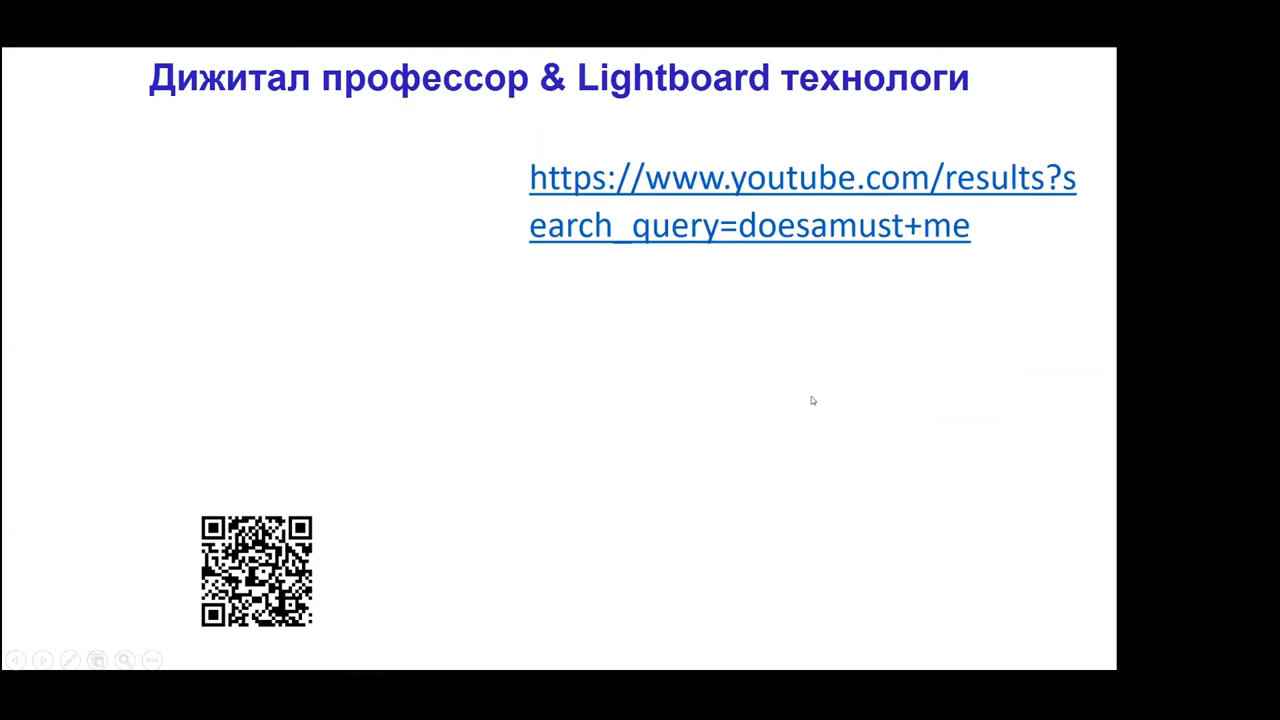 Дижитал профессор & Lightboard технологи
https://www.youtube.com/results?s
earch_query=doesamust+me